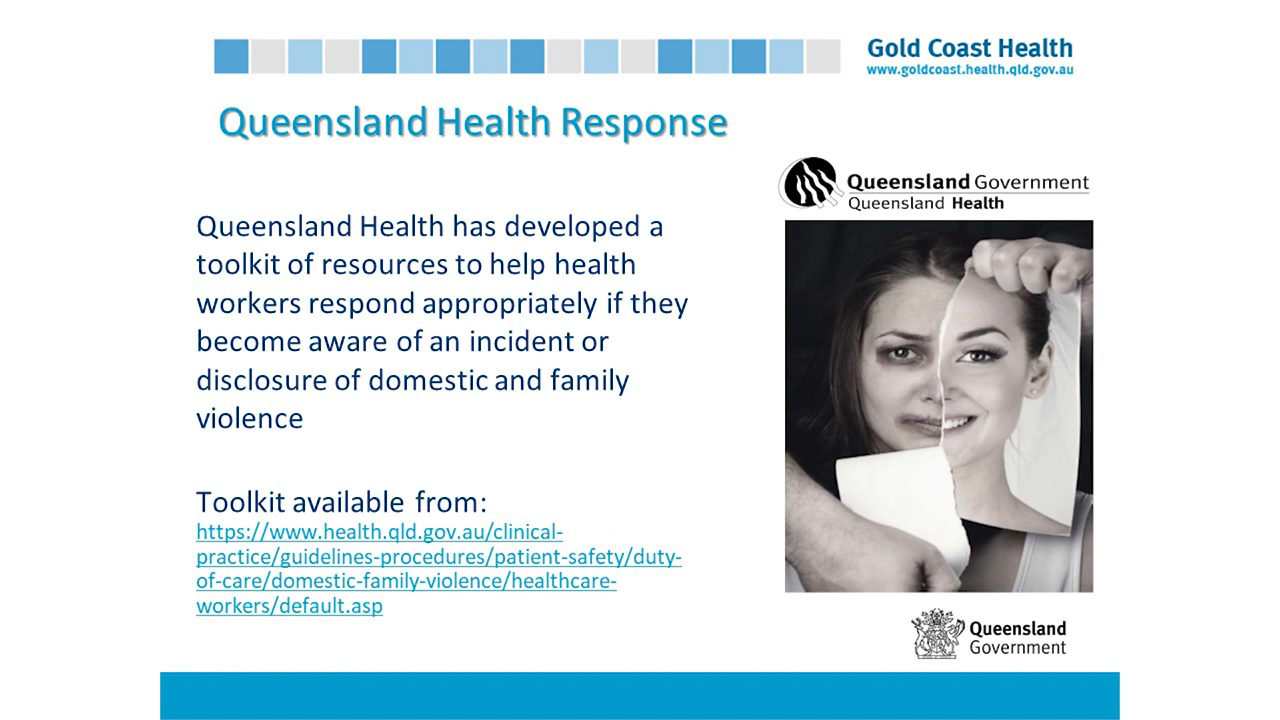 Gold Coast Health
www.goldcoast.health.qld.gov.au
Queensland Health Response
Queensland Government
Queensland Health
Queensland Health has developed a
toolkit of resources to help health
workers respond appropriately if they
become aware of an incident or
disclosure of domestic and family
violence
Toolkit available from:
https://www.health.qld.gov.au/clinical-
practice/guidelines-procedures/patient-safety/duty-
of-care/domestic-family-violence/healthcare-
workers/default.asp
Queensland
Government